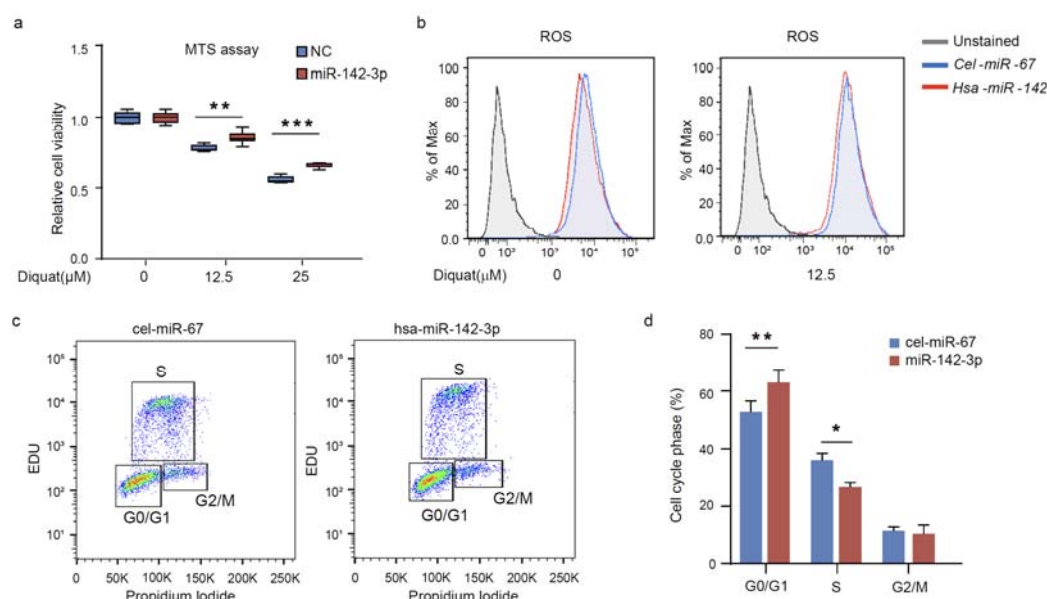 a
MTS assay
NC
miR-142-3p
Relative cell viability
1.5
1.0
0.5
0.0
**
***
Diquat(μM)
0
12.5
25
b
ROS
ROS
Unstained
Cel-miR-67
Hsa-miR-142
% of Max
100
80
60
40
20
0.0
0
10²
10³
10⁴
Diquat(μM)
0
% of Max
100
80
60
40
20
0.0
0
10²
10³
10⁴
10⁵
12.5
c
cel-miR-67
hsa-miR-142-3p
EDU
10⁵
10⁴
10³
10²
10¹
S
G0/G1
G2/M
0
50K
100K
150K
200K
250K
Propidium Iodide
EDU
10⁵
10⁴
10³
10²
10¹
S
G0/G1
G2/M
0
50K
100K
150K
200K
250K
Propidium Iodide
d
cel-miR-67
miR-142-3p
Cell cycle phase (%)
80
60
40
20
0
**
*
G0/G1
S
G2/M